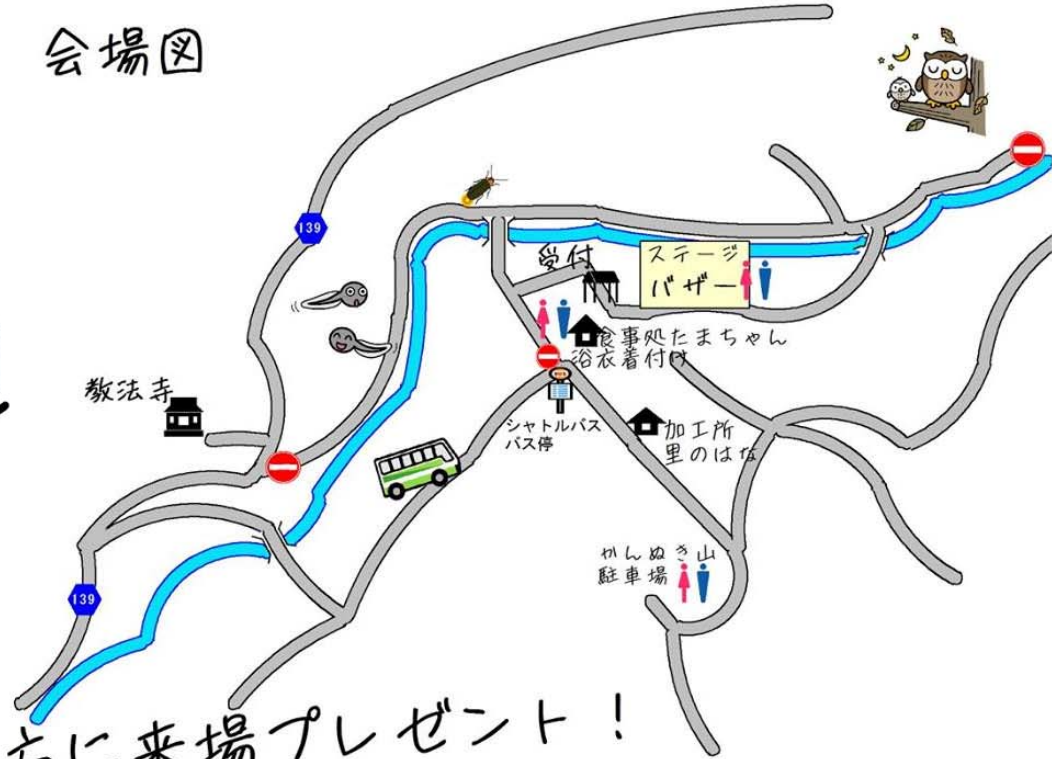 会場図
139
受付
ステージ
バザー
食事処たまちゃん
浴衣着付け
教法寺
シャトルバス
バス停
加工所
里のはな
かんぬき山
駐車場
139
方に来場プレゼント！